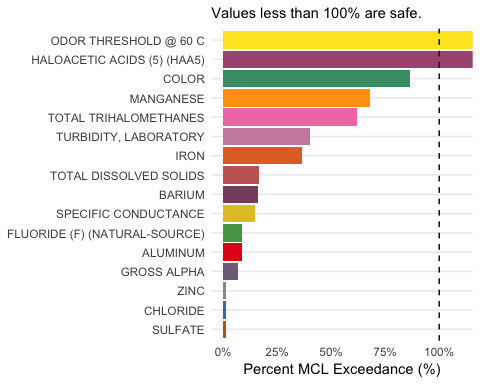 Values less than 100% are safe.
ODOR THRESHOLD @ 60 C
HALOACETIC ACIDS (5) (HAA5)
COLOR
MANGANESE
TOTAL TRIHALOMETHANES
TURBIDITY, LABORATORY
IRON
TOTAL DISSOLVED SOLIDS
BARIUM
SPECIFIC CONDUCTANCE
FLUORIDE (F) (NATURAL-SOURCE)
ALUMINUM
GROSS ALPHA
ZINC
CHLORIDE
SULFATE
0% 25% 50% 75% 100%
Percent MCL Exceedance (%)